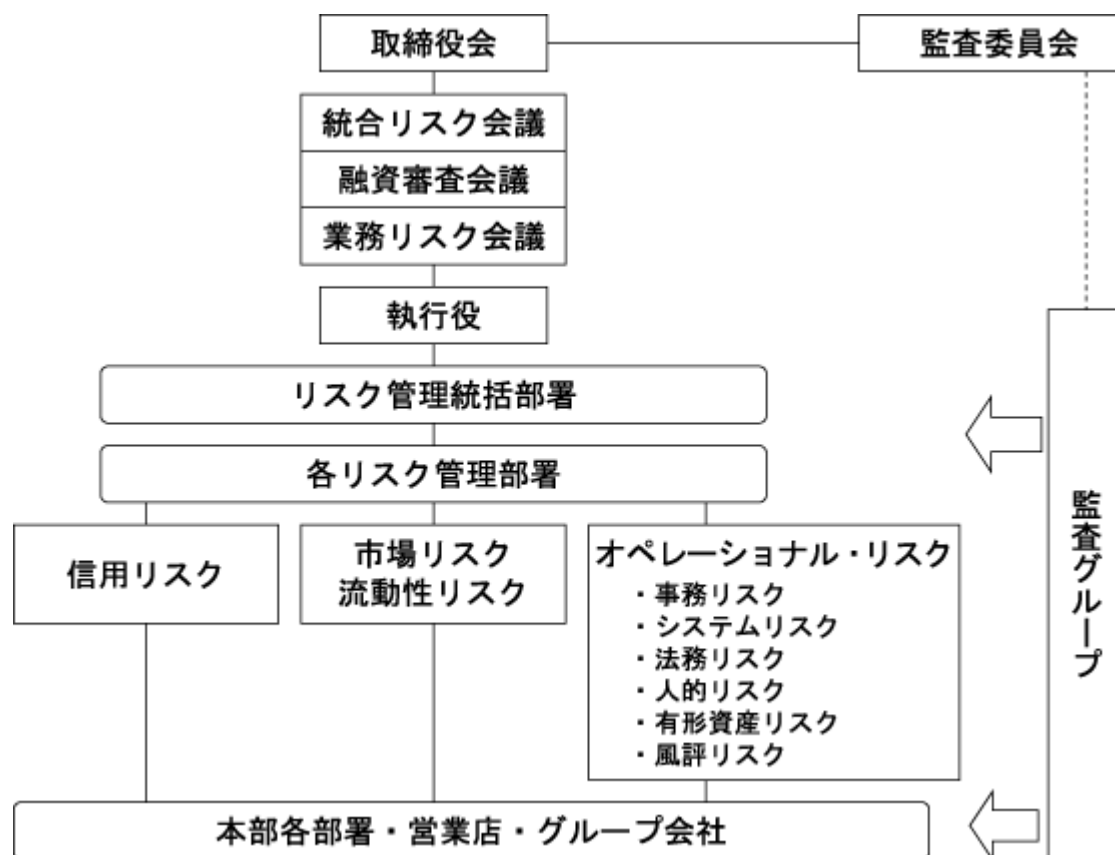 取締役会
監査委員会
統合リスク会議
融資審査会議
業務リスク会議
執行役
リスク管理統括部署
各リスク管理部署
信用リスク
市場リスク
流動性リスク
オペレーショナル・リスク
・事務リスク
・システムリスク
・法務リスク
・人的リスク
・有形資産リスク
・風評リスク
監査グループ
本部各部署・営業店・グループ会社